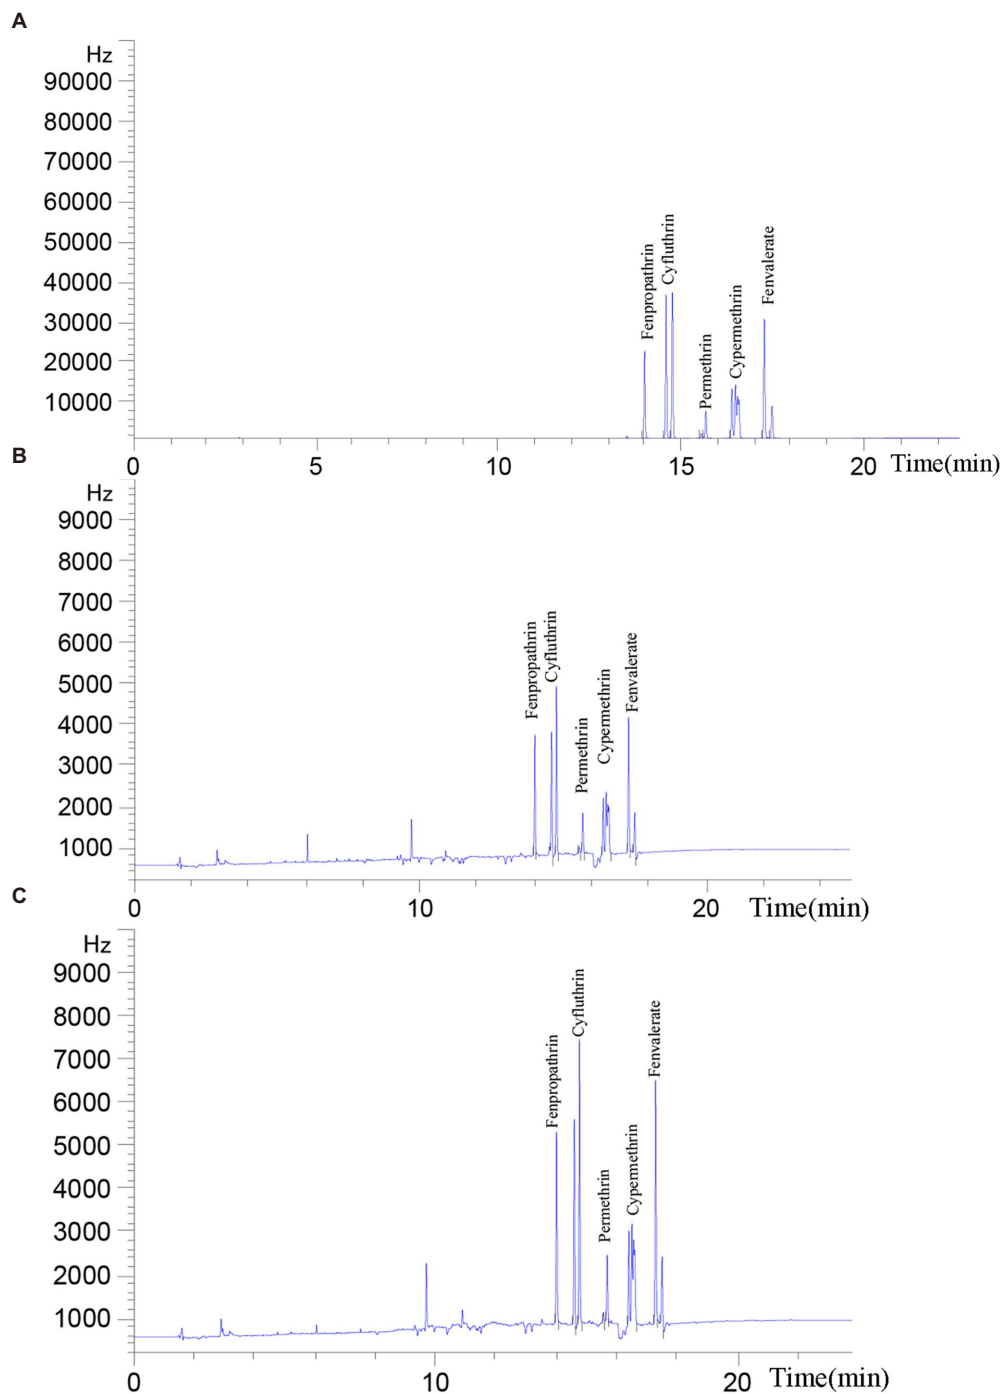 A
Hz
90000
80000
70000
60000
50000
40000
30000
20000
10000
Fenpropathrin
Cyfluthrin
Permethrin
Cypermethrin
Fenvalerate
0 5 10 15 20 Time(min)
B
Hz
9000
8000
7000
6000
5000
4000
3000
2000
1000
Fenpropathrin
Cyfluthrin
Permethrin
Cypermethrin
Fenvalerate
0 10 20 Time(min)
C
Hz
9000
8000
7000
6000
5000
4000
3000
2000
1000
Fenpropathrin
Cyfluthrin
Permethrin
Cypermethrin
Fenvalerate
0 10 20 Time(min)